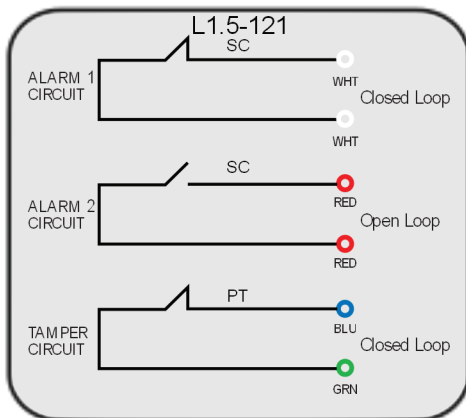 L1.5-121
SC
ALARM 1
CIRCUIT
WHT
Closed Loop
WHT
SC
ALARM 2
CIRCUIT
RED
Open Loop
RED
PT
TAMPER
CIRCUIT
BLU
Closed Loop
GRN